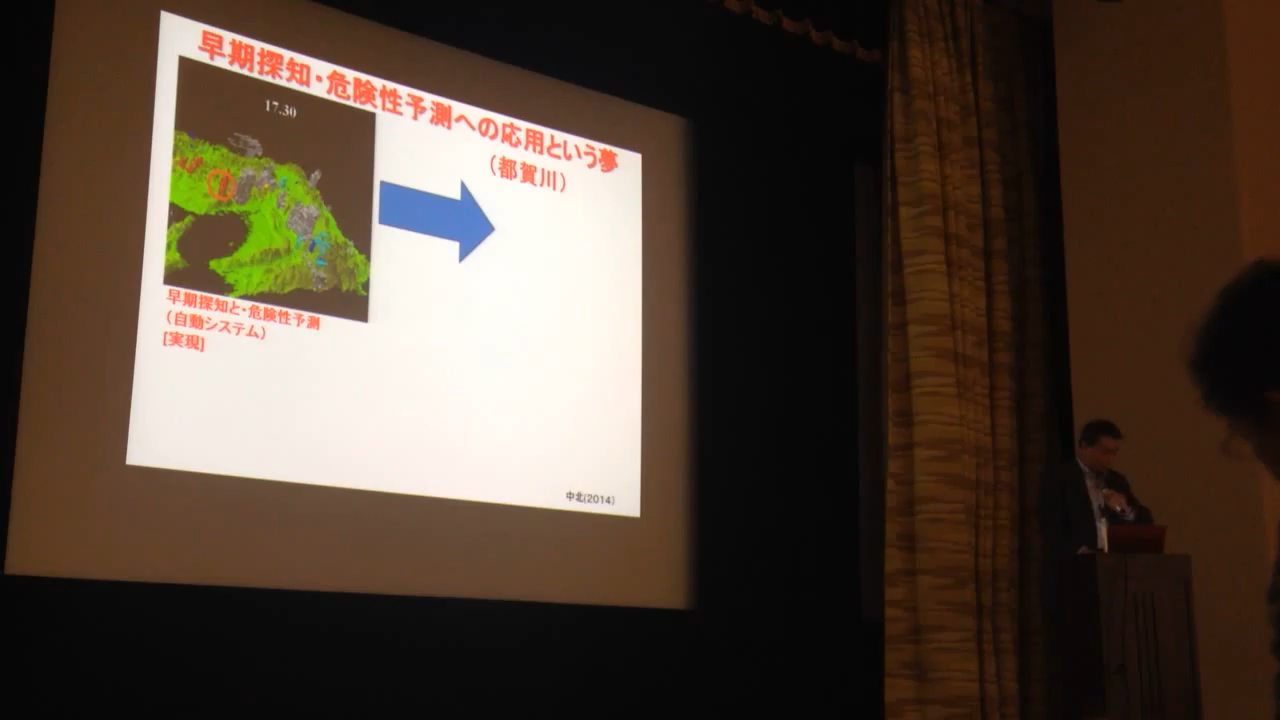 早期探知・危険性予測への応用という夢
（都賀川）
17.30
早期探知と・危険性予測
（自動システム）
[実現]
中北(2014)